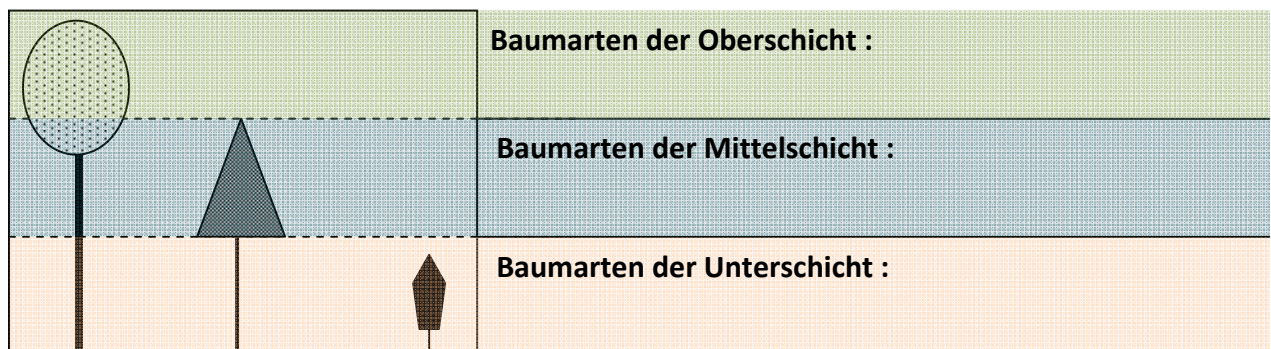 Baumarten der Oberschicht :
Baumarten der Mittelschicht :
Baumarten der Unterschicht :